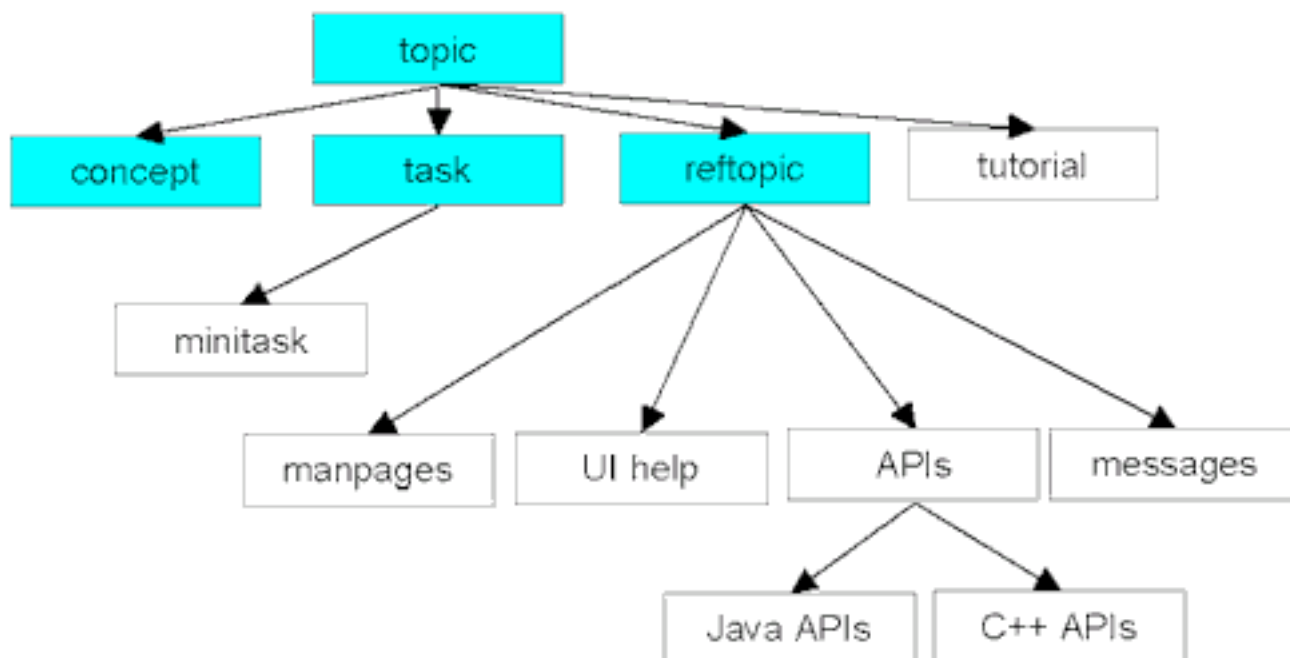 topic
concept
task
reftopic
tutorial
minitask
manpages
UI help
APIs
messages
Java APIs
C++ APIs